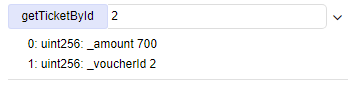 getTicketById 2
0: uint256: _amount 700
1: uint256: _voucherId 2